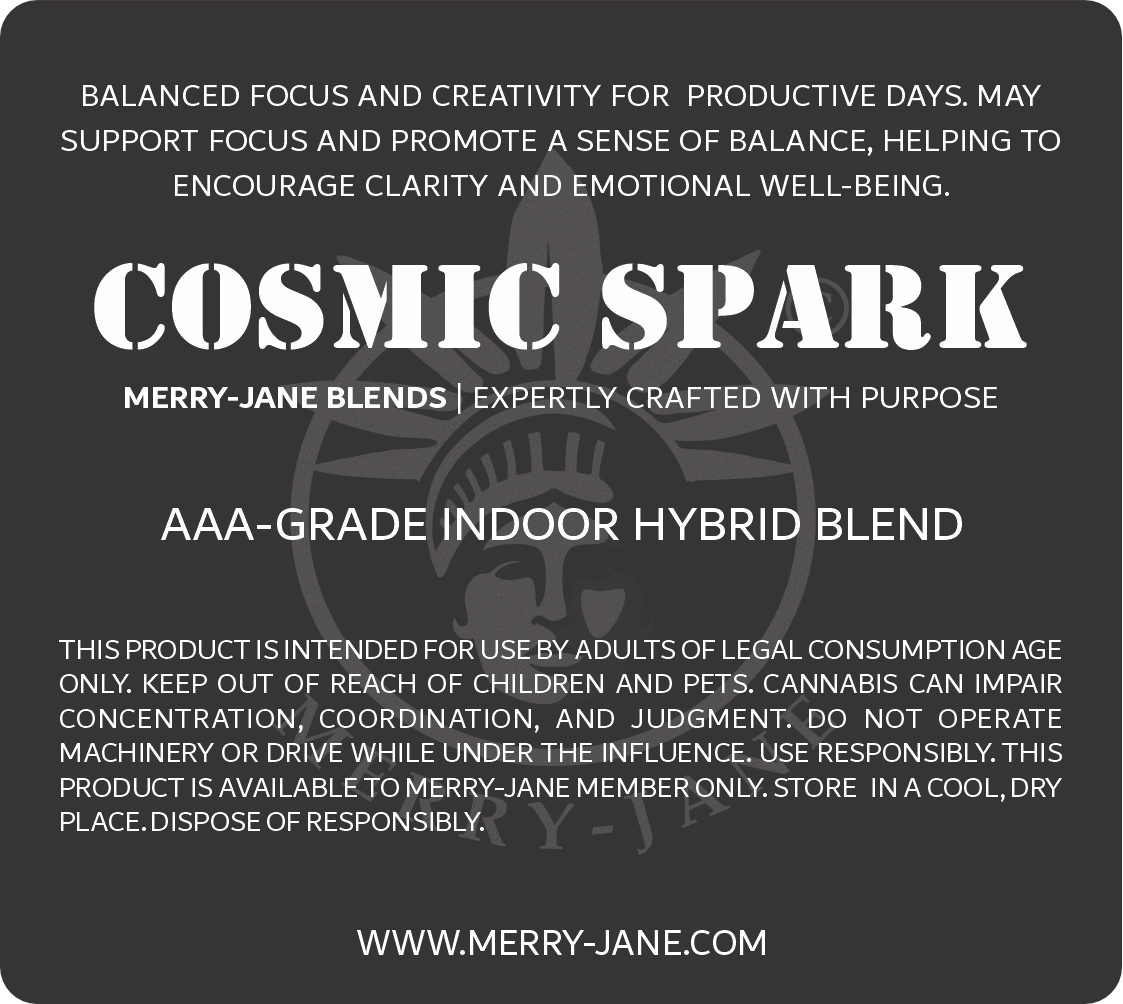 BALANCED FOCUS AND CREATIVITY FOR PRODUCTIVE DAYS. MAY
SUPPORT FOCUS AND PROMOTE A SENSE OF BALANCE, HELPING TO
ENCOURAGE CLARITY AND EMOTIONAL WELL-BEING.
COSMIC SPARK
©
MERRY-JANE BLENDS | EXPERTLY CRAFTED WITH PURPOSE
AAA-GRADE INDOOR HYBRID BLEND
THIS PRODUCT IS INTENDED FOR USE BY ADULTS OF LEGAL CONSUMPTION AGE
ONLY. KEEP OUT OF REACH OF CHILDREN AND PETS. CANNABIS CAN IMPAIR
CONCENTRATION, COORDINATION, AND JUDGMENT. DO NOT OPERATE
MACHINERY OR DRIVE WHILE UNDER THE INFLUENCE. USE RESPONSIBLY. THIS
PRODUCT IS AVAILABLE TO MERRY-JANE MEMBER ONLY. STORE IN A COOL, DRY
PLACE. DISPOSE OF RESPONSIBLY.
MERRY-JANE
WWW.MERRY-JANE.COM